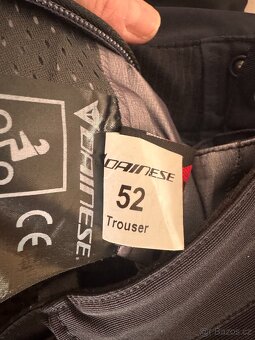 DAINESE
DAINESE
52
Trouser
CE
Bazos.cz